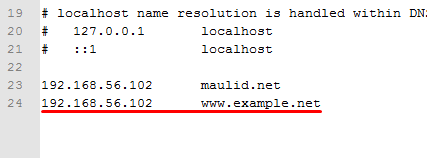 19 # localhost name resolution is handled within DN
20 # 127.0.0.1 localhost
21 # ::1 localhost
22
23 192.168.56.102 maulid.net
24 192.168.56.102 www.example.net